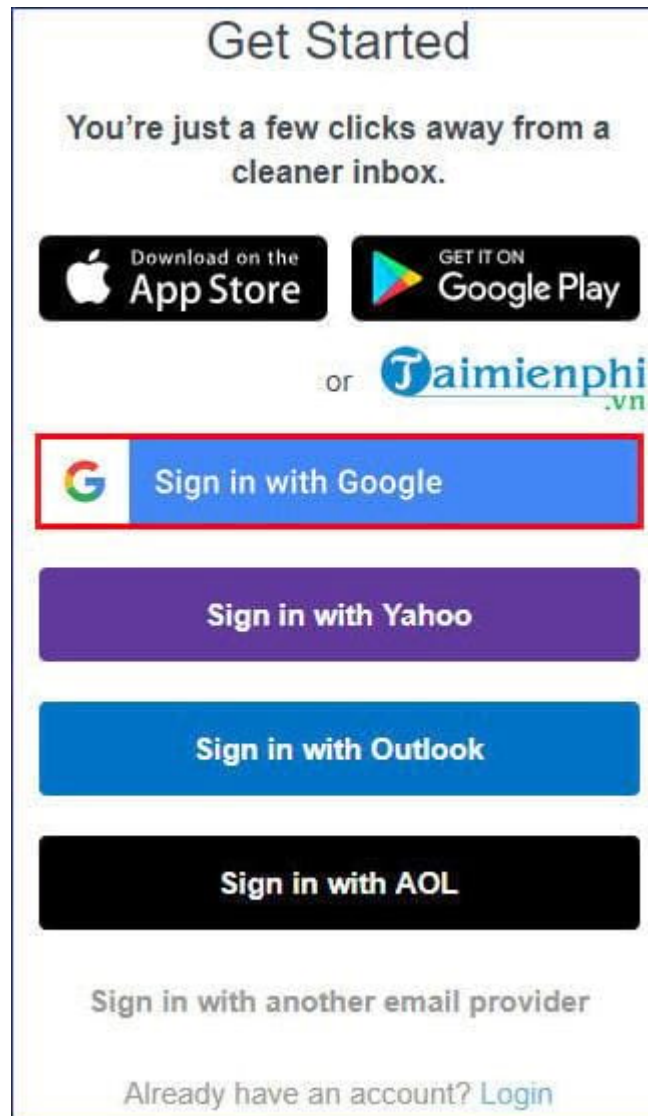 Get Started
You're just a few clicks away from a
cleaner inbox.
Download on the
App Store
GET IT ON
Google Play
or
Taimienphi
.vn
Sign in with Google
Sign in with Yahoo
Sign in with Outlook
Sign in with AOL
Sign in with another email provider
Already have an account? Login